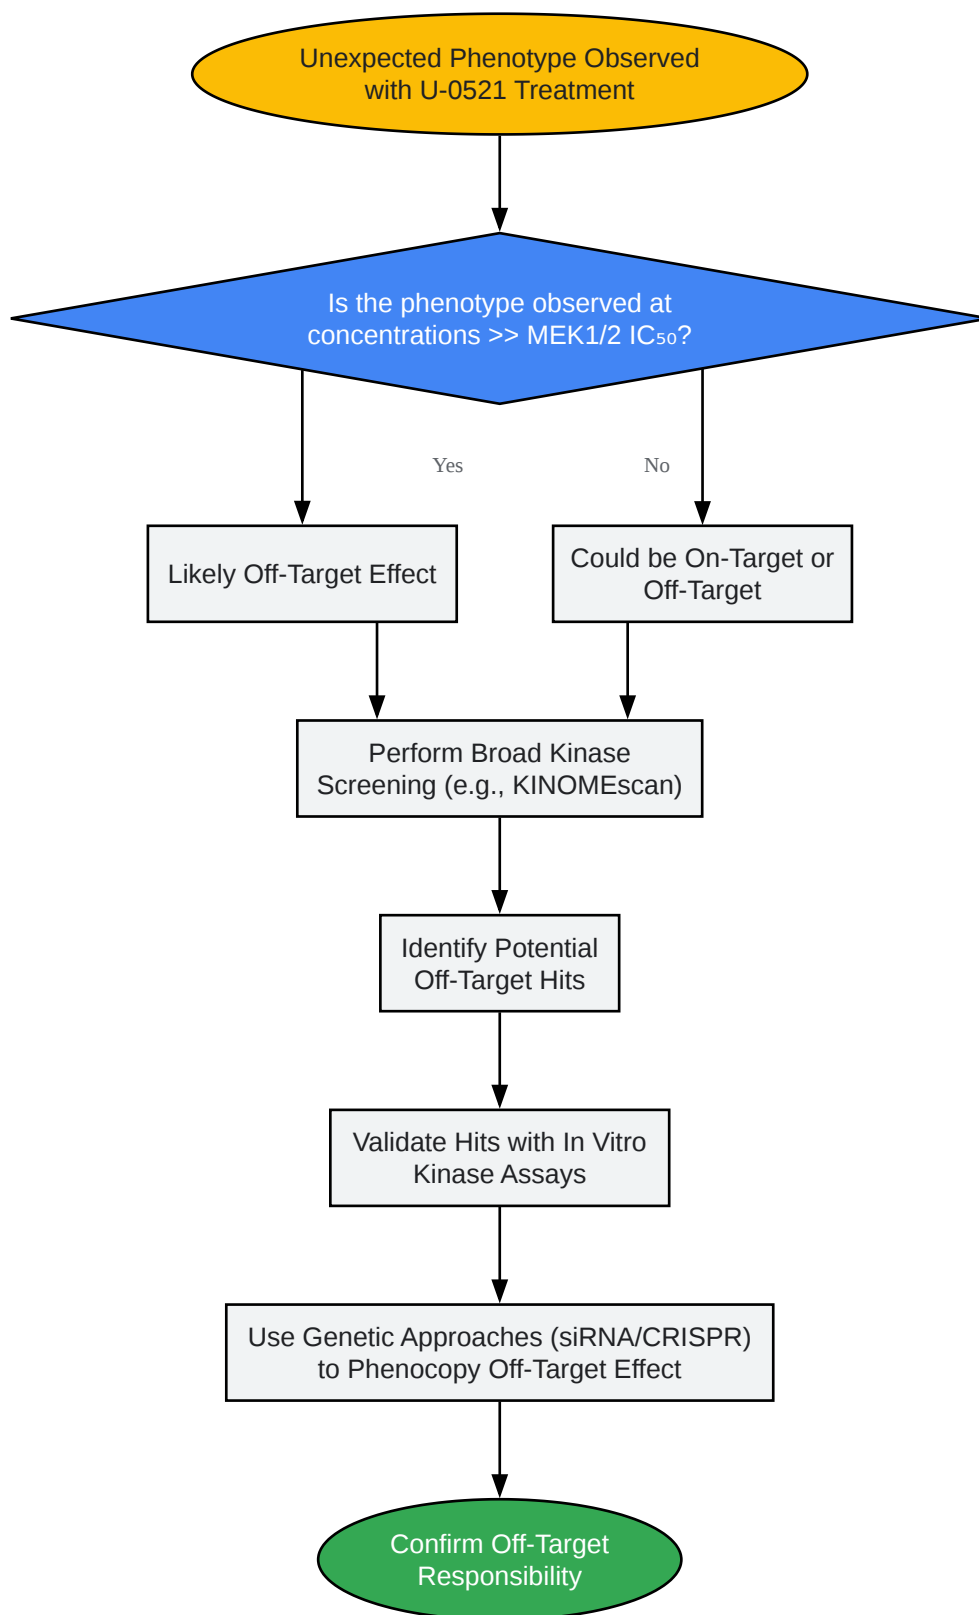 Unexpected Phenotype Observed
with U-0521 Treatment
Is the phenotype observed at
concentrations >> MEK1/2 IC₅₀?
Yes
No
Likely Off-Target Effect
Could be On-Target or
Off-Target
Perform Broad Kinase
Screening (e.g., KINOMEscan)
Identify Potential
Off-Target Hits
Validate Hits with In Vitro
Kinase Assays
Use Genetic Approaches (siRNA/CRISPR)
to Phenocopy Off-Target Effect
Confirm Off-Target
Responsibility